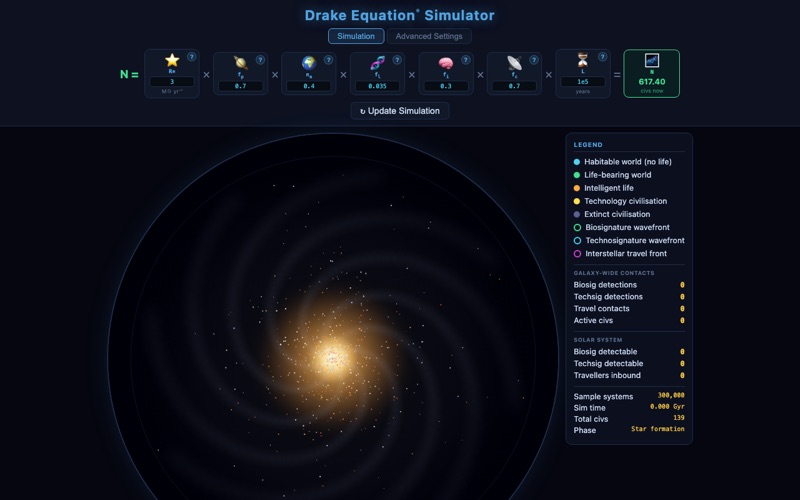 Drake Equation* Simulator
Simulation Advanced Settings
N = R* ? 3 M☉ yr⁻¹ × fₚ ? 0.7 × nₑ ? 0.4 × fₗ ? 0.035 × fᵢ ? 0.3 × f꜀ ? 0.7 × L ? 1e5 years = N 617.40 civs now
↻ Update Simulation
LEGEND
Habitable world (no life)
Life-bearing world
Intelligent life
Technology civilisation
Extinct civilisation
Biosignature wavefront
Technosignature wavefront
Interstellar travel front
GALAXY-WIDE CONTACTS
Biosig detections 0
Techsig detections 0
Travel contacts 0
Active civs 0
SOLAR SYSTEM
Biosig detectable 0
Techsig detectable 0
Travellers inbound 0
Sample systems 300,000
Sim time 0.000 Gyr
Total civs 139
Phase Star formation